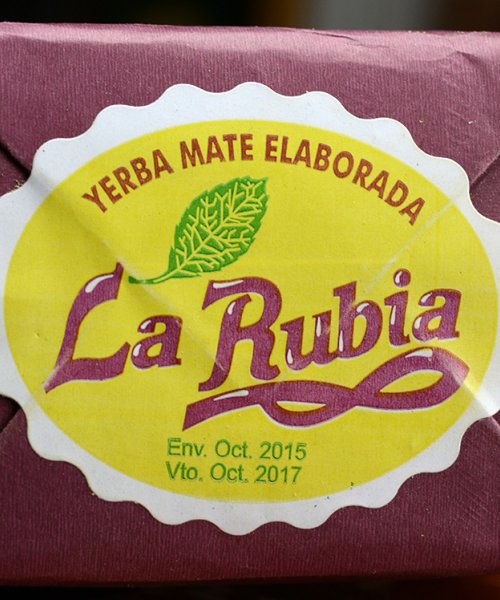 YERBA MATE ELABORADA
La Rubia
Env. Oct. 2015
Vto. Oct. 2017